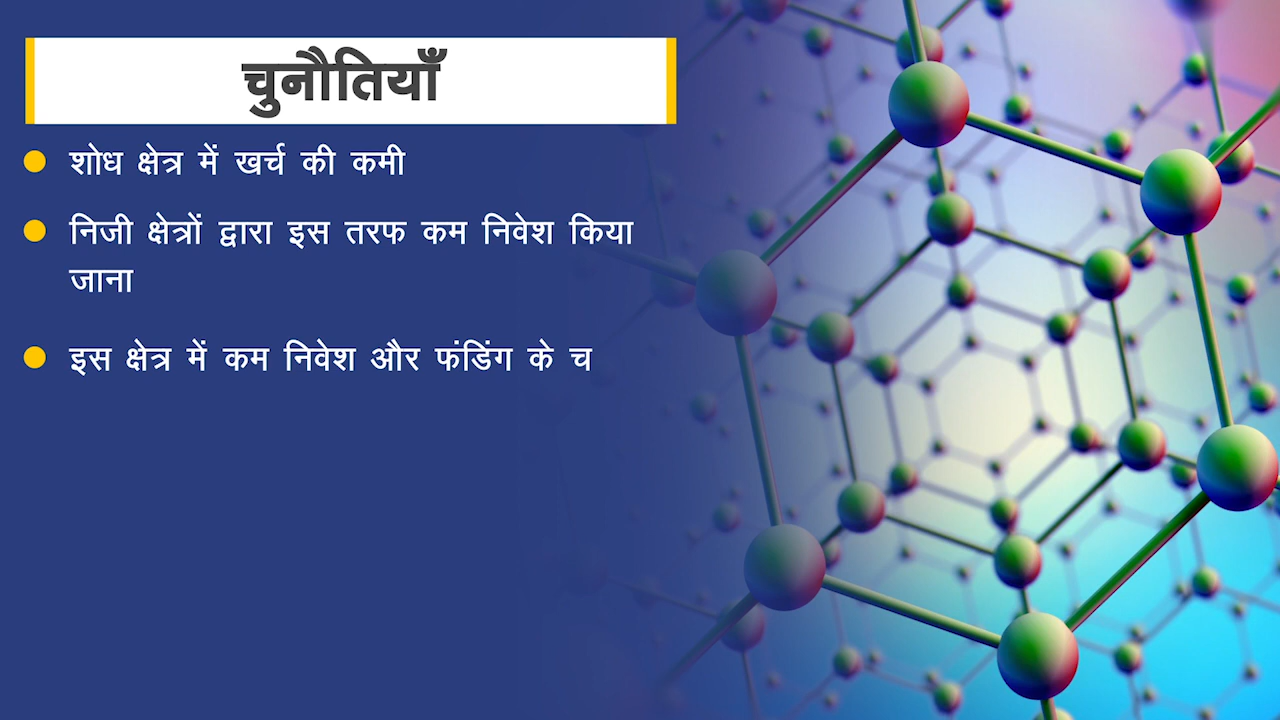 चुनौतियाँ
शोध क्षेत्र में खर्च की कमी
निजी क्षेत्रों द्वारा इस तरफ कम निवेश किया
जाना
इस क्षेत्र में कम निवेश और फंडिंग के च